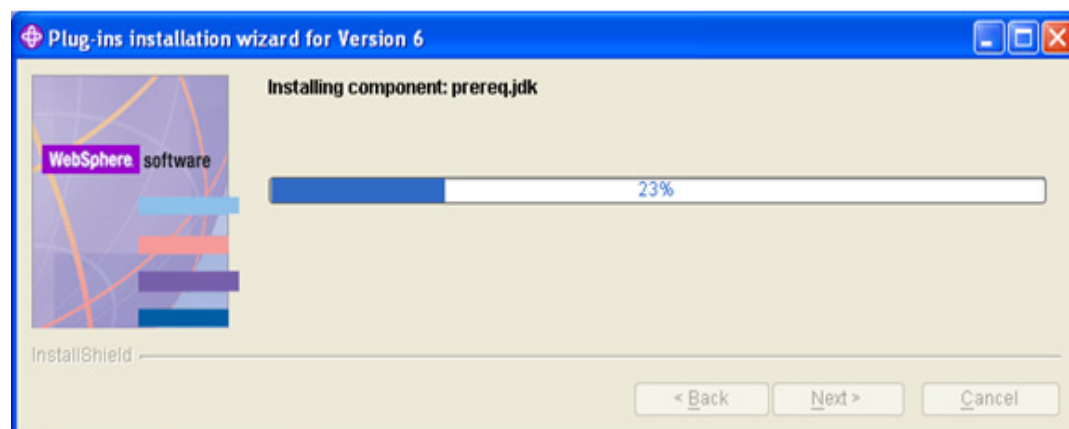 Plug-ins installation wizard for Version 6
Installing component: prereq.jdk
WebSphere software
23%
InstallShield
< Back
Next >
Cancel